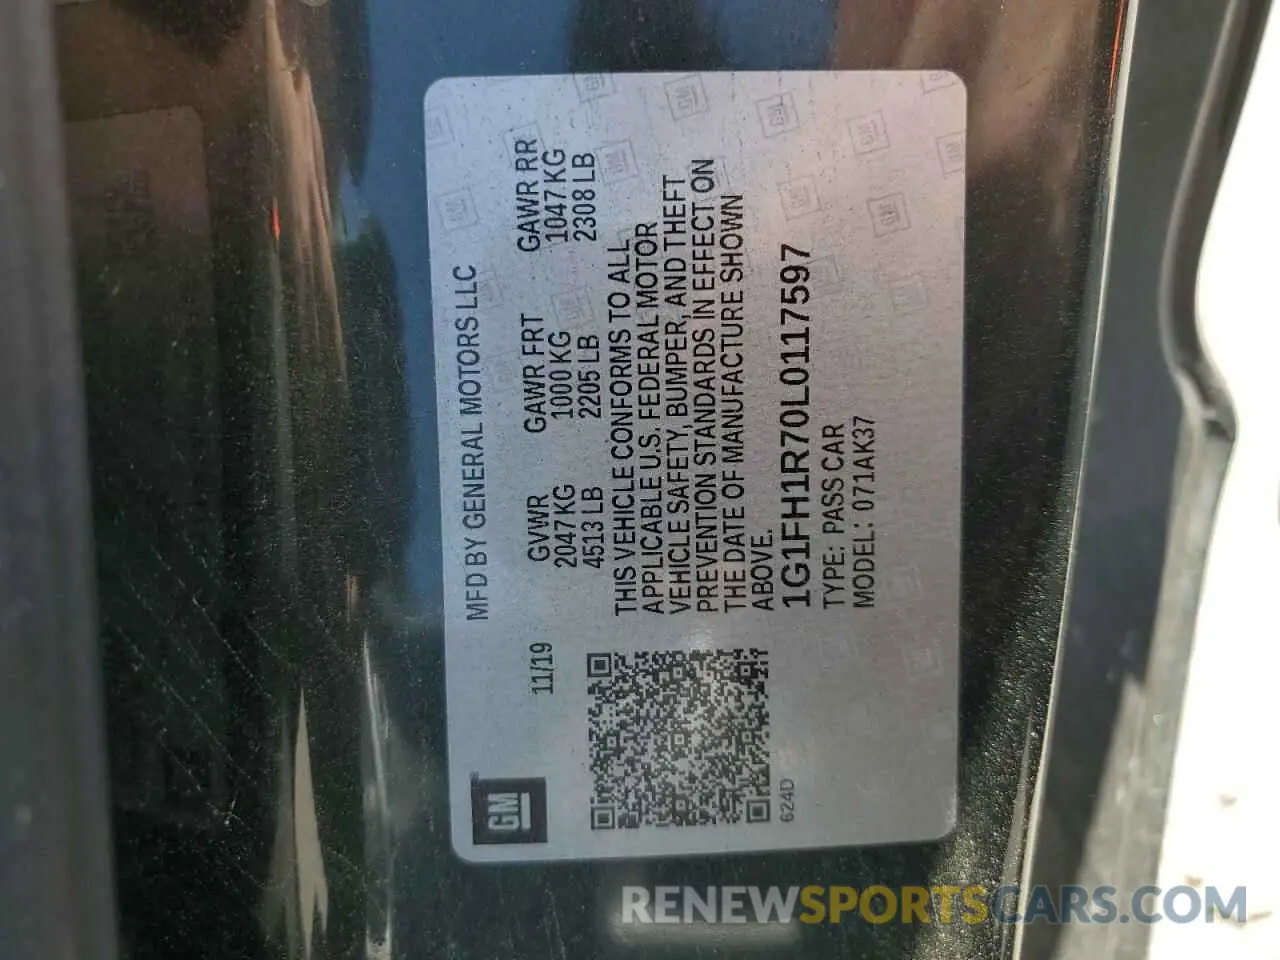 MFD BY GENERAL MOTORS LLC
11/19
GVWR GAWR FRT GAWR RR
2047 KG 1000 KG 1047 KG
4513 LB 2205 LB 2308 LB
THIS VEHICLE CONFORMS TO ALL
APPLICABLE U.S. FEDERAL MOTOR
VEHICLE SAFETY, BUMPER, AND THEFT
PREVENTION STANDARDS IN EFFECT ON
THE DATE OF MANUFACTURE SHOWN
ABOVE.
1G1FH1R70L0117597
TYPE: PASS CAR
MODEL: 071AK37
GM
624D
RENEWSPORTSCARS.COM